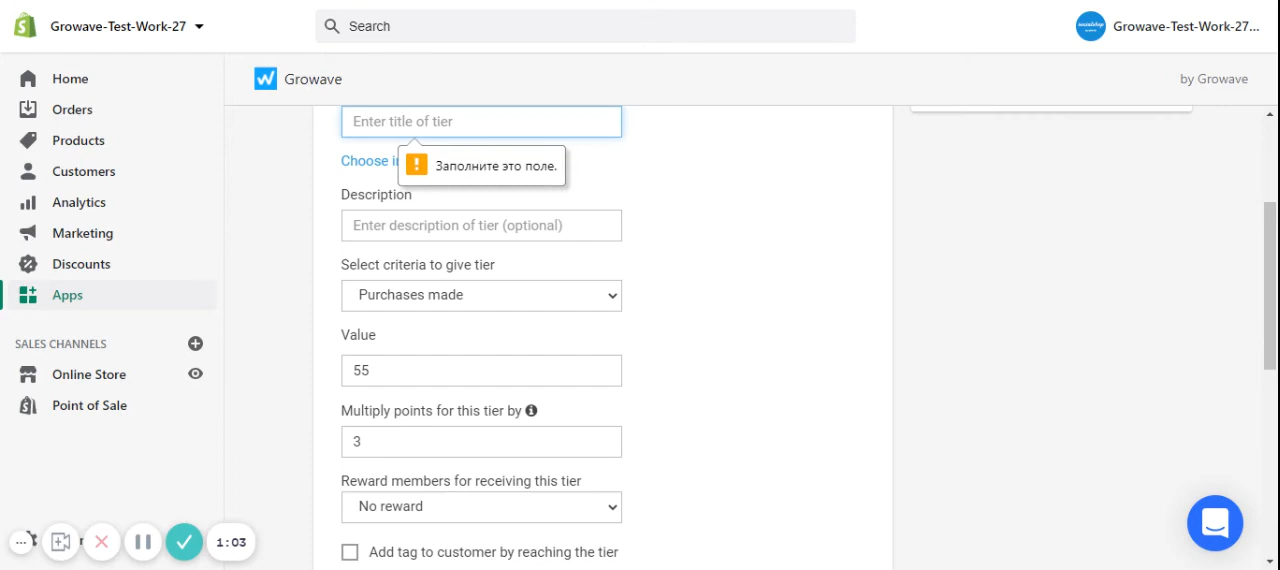 Growave-Test-Work-27
Search
Growave-Test-Work-27...
Home
Orders
Products
Customers
Analytics
Marketing
Discounts
Apps
SALES CHANNELS
Online Store
Point of Sale
1:03
Growave
by Growave
Enter title of tier
Choose i
Заполните это поле.
Description
Enter description of tier (optional)
Select criteria to give tier
Purchases made
Value
55
Multiply points for this tier by
3
Reward members for receiving this tier
No reward
Add tag to customer by reaching the tier